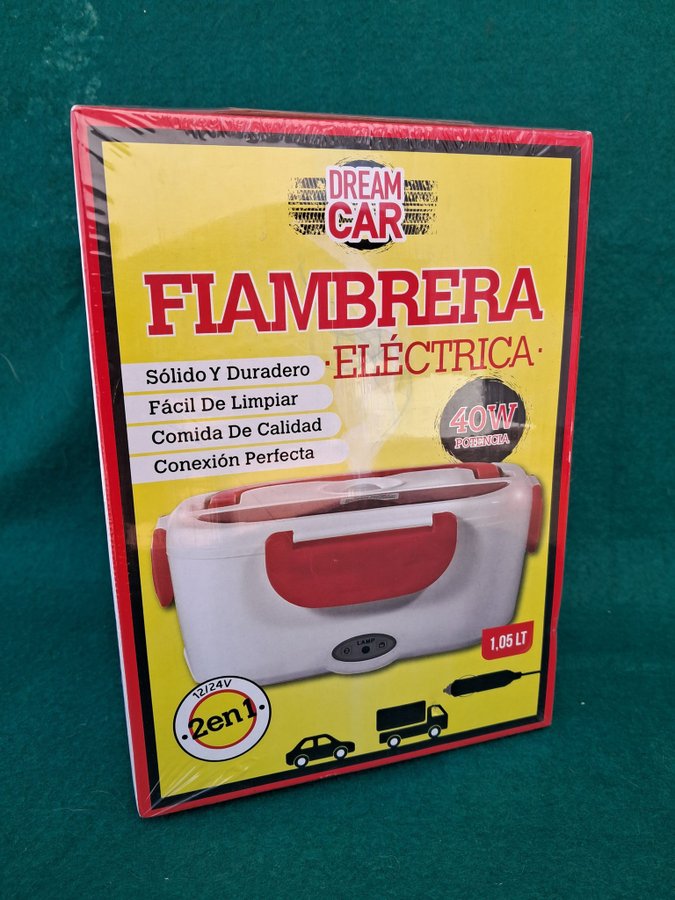 DREAM
CAR
FIAMBRERA
·ELÉCTRICA·
Sólido Y Duradero
Fácil De Limpiar
Comida De Calidad
Conexión Perfecta
40W
POTENCIA
LAMP
1,05 LT
12/24V
·2en1·